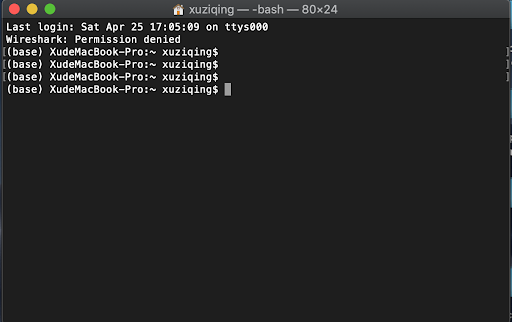 xuziqing — -bash — 80×24
Last login: Sat Apr 25 17:05:09 on ttys000
Wireshark: Permission denied
[(base) XudeMacBook-Pro:~ xuziqing$ ]
[(base) XudeMacBook-Pro:~ xuziqing$ ]
[(base) XudeMacBook-Pro:~ xuziqing$ ]
(base) XudeMacBook-Pro:~ xuziqing$